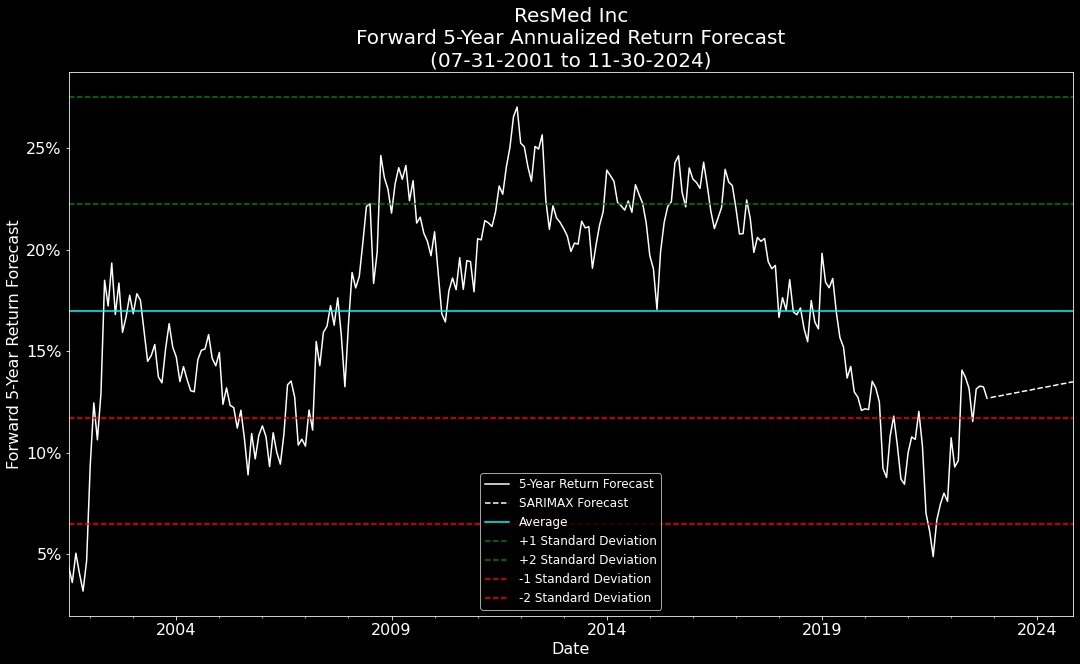 ResMed Inc
Forward 5-Year Annualized Return Forecast
(07-31-2001 to 11-30-2024)
Forward 5-Year Return Forecast
25%
20%
15%
10%
5%
5-Year Return Forecast
SARIMAX Forecast
Average
+1 Standard Deviation
+2 Standard Deviation
-1 Standard Deviation
-2 Standard Deviation
2004
2009
2014
2019
2024
Date